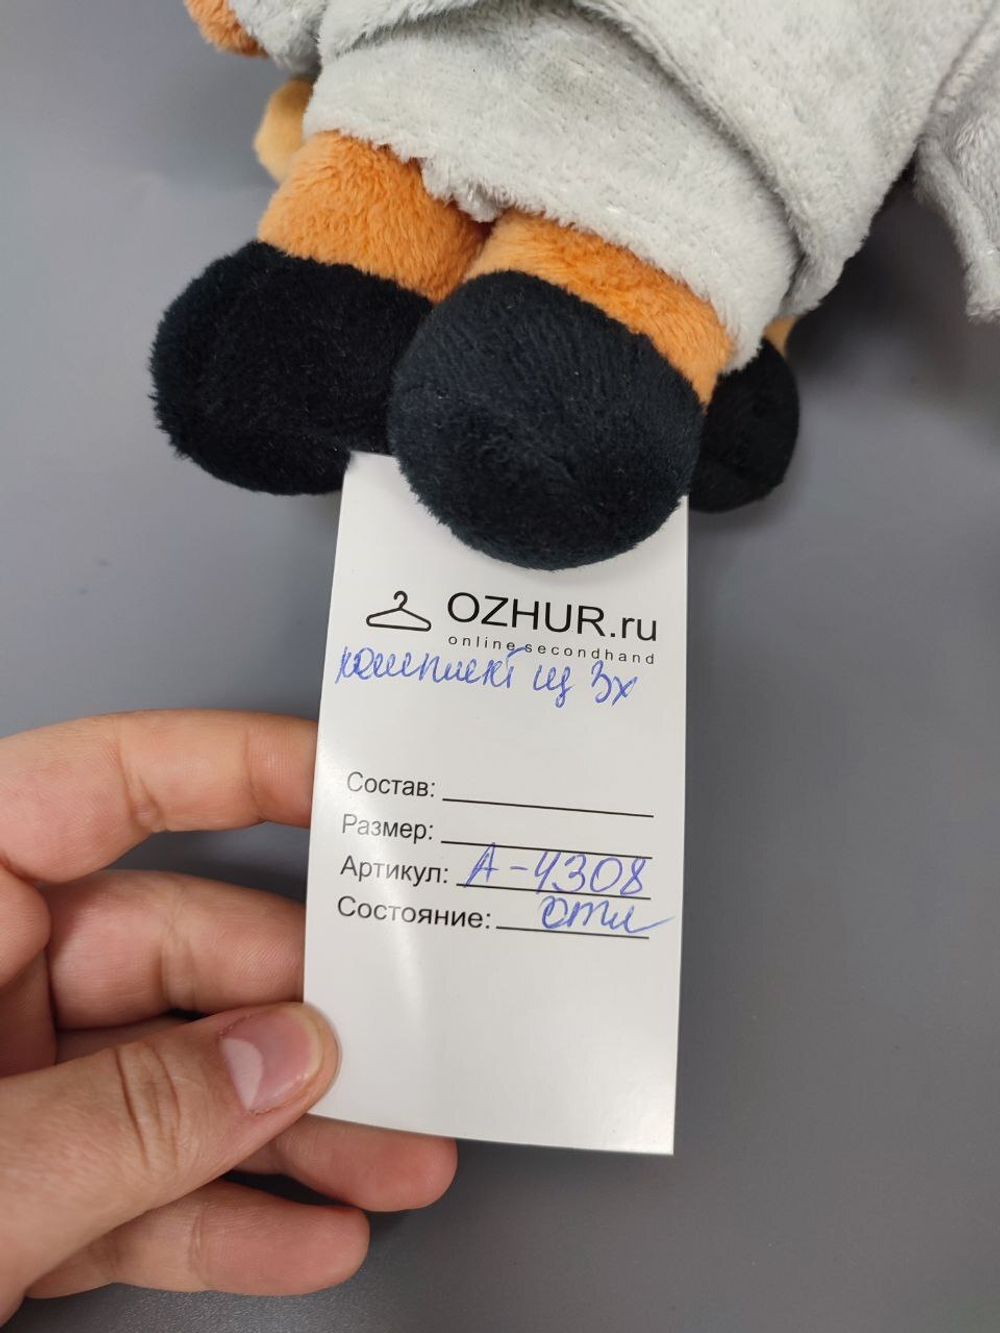 OZHUR.ru
online secondhand
комплект из 3х
Состав:
Размер:
Артикул: А-4308
Состояние: отл